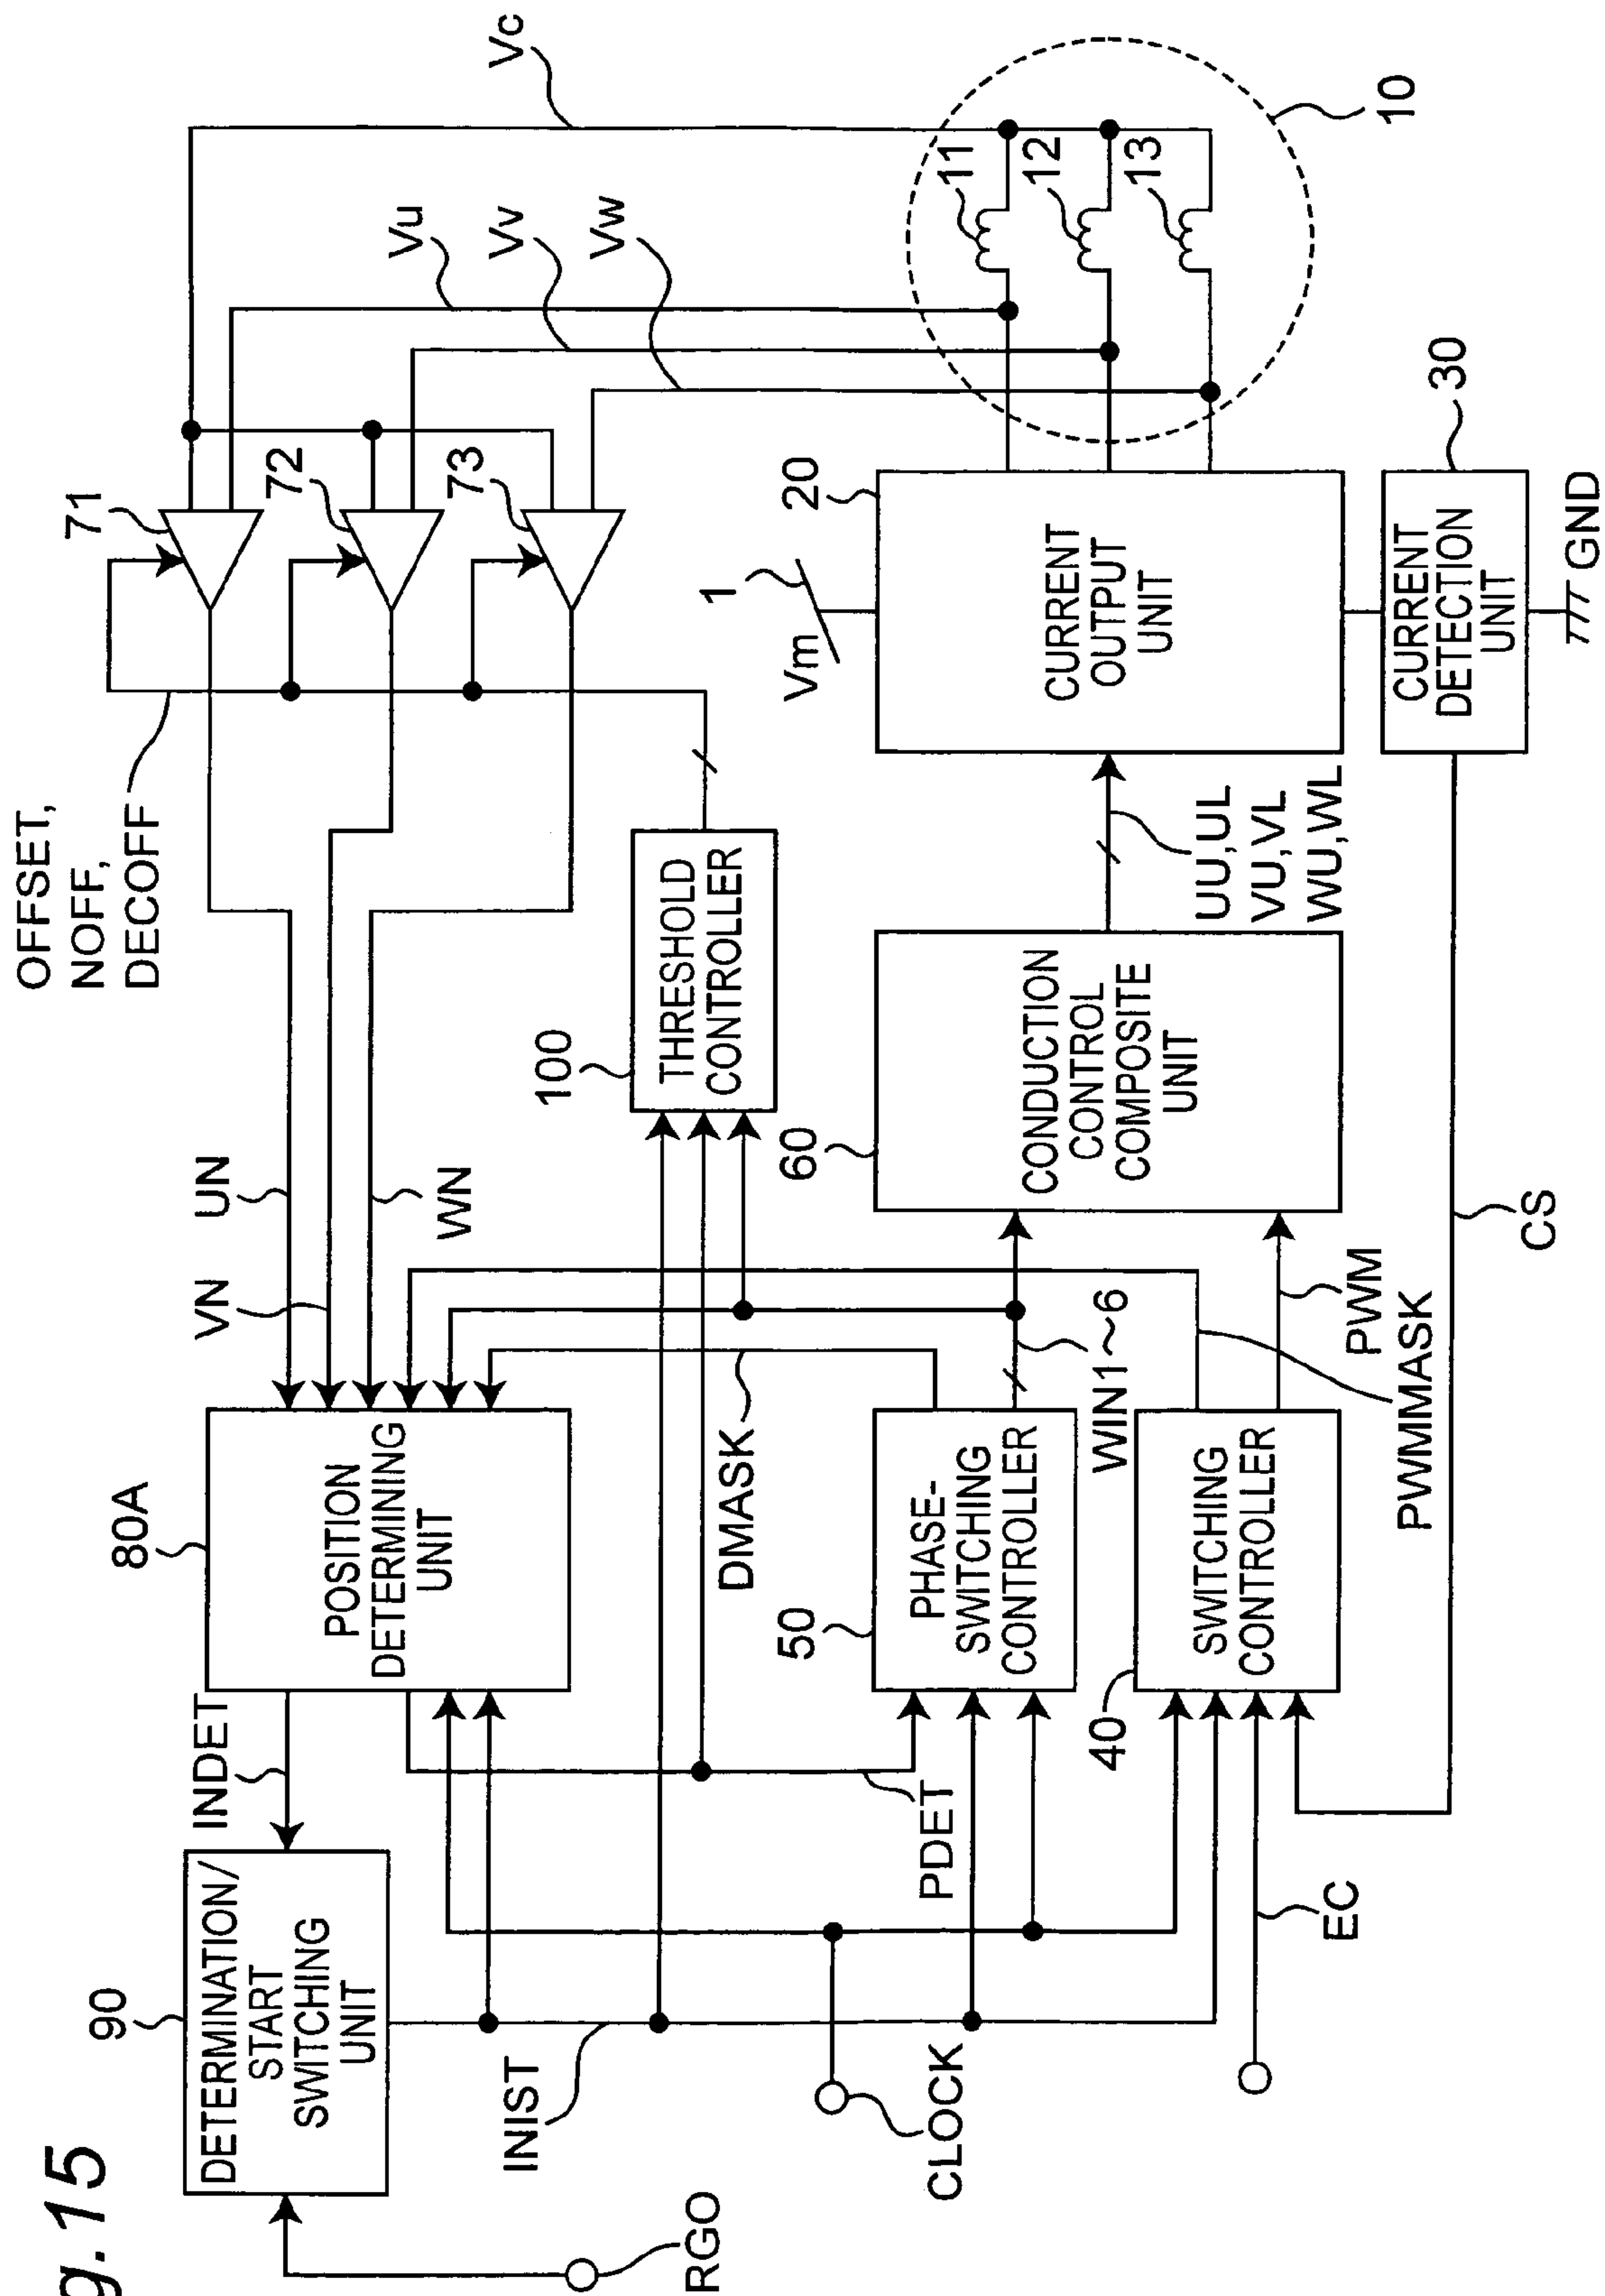 g. 15
90
DETERMINATION/
START
SWITCHING
UNIT
RGO
INDET
INIST
80A
POSITION
DETERMINING
UNIT
VN
UN
WN
OFFSET,
NOFF,
DECOFF
71
72
73
Vu
Vv
Vw
Vc
100
THRESHOLD
CONTROLLER
DMASK
PDET
CLOCK
EC
50
PHASE-
SWITCHING
CONTROLLER
40
SWITCHING
CONTROLLER
WIN1~6
PWM
PWMMASK
CS
60
CONDUCTION
CONTROL
COMPOSITE
UNIT
UU,UL
VU,VL
WU,WL
Vm
1
20
CURRENT
OUTPUT
UNIT
30
CURRENT
DETECTION
UNIT
GND
11
12
13
10